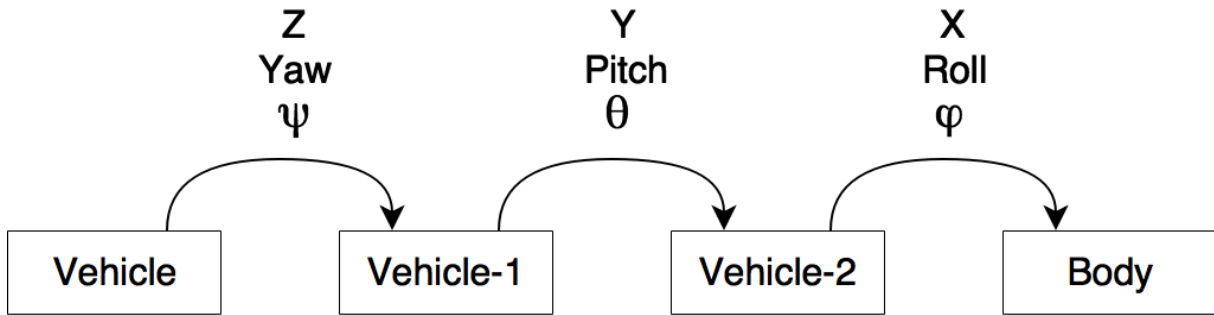 Z
Yaw
ψ
Y
Pitch
θ
X
Roll
φ
Vehicle
Vehicle-1
Vehicle-2
Body